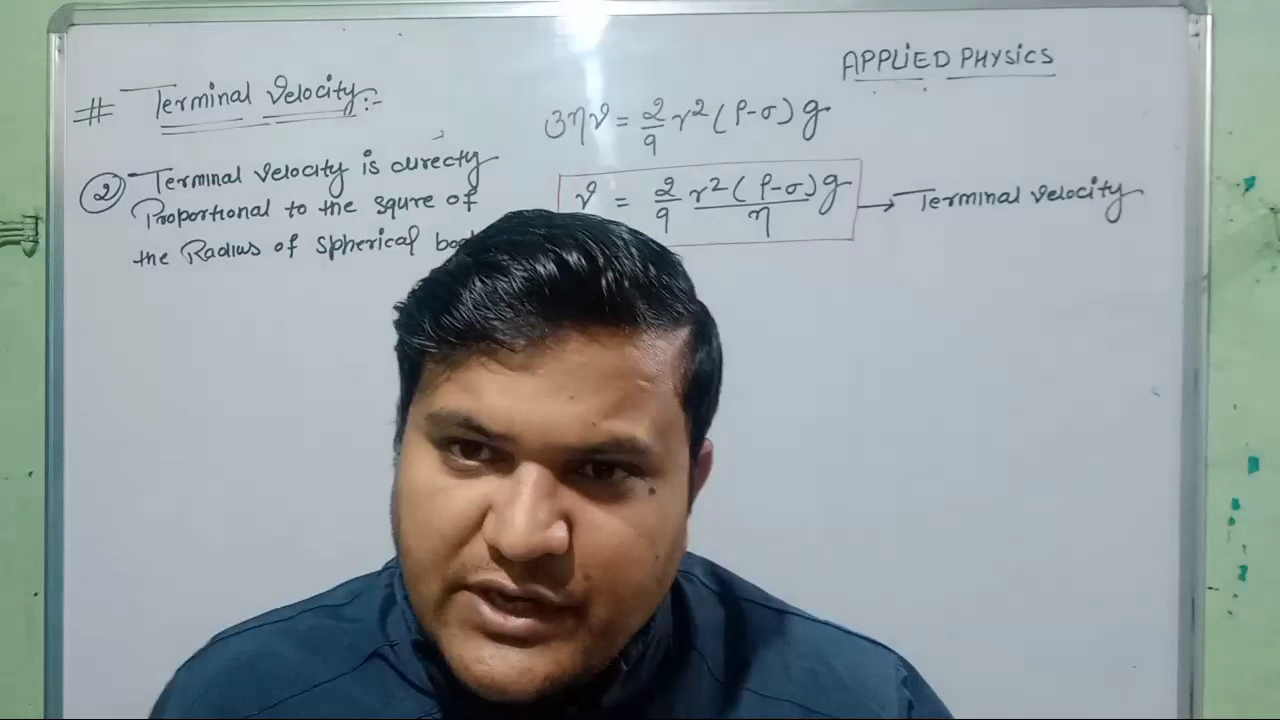 APPLIED PHYSICS
# Terminal Velocity:-
② Terminal velocity is directy
Proportional to the squre of
the Radius of spherical
3ηv = 2/9 r² (ρ-σ) g
v = 2/9 r² (ρ-σ) g / η → Terminal velocity